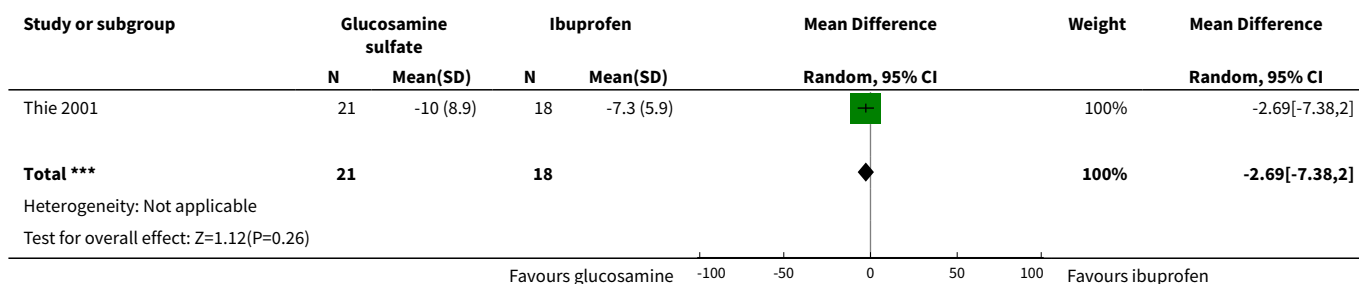 Study or subgroup Glucosamine sulfate Ibuprofen Mean Difference Weight Mean Difference
N Mean(SD) N Mean(SD) Random, 95% CI Random, 95% CI
Thie 2001 21 -10 (8.9) 18 -7.3 (5.9) 100% -2.69[-7.38,2]
Total *** 21 18 100% -2.69[-7.38,2]
Heterogeneity: Not applicable
Test for overall effect: Z=1.12(P=0.26)
Favours glucosamine -100 -50 0 50 100 Favours ibuprofen